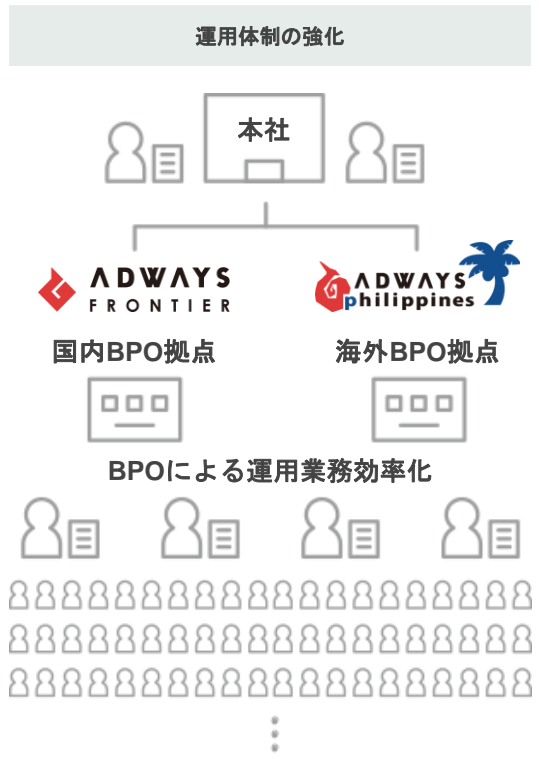 運用体制の強化
本社
ADWAYS
FRONTIER
ADWAYS
philippines
国内BPO拠点
海外BPO拠点
BPOによる運用業務効率化